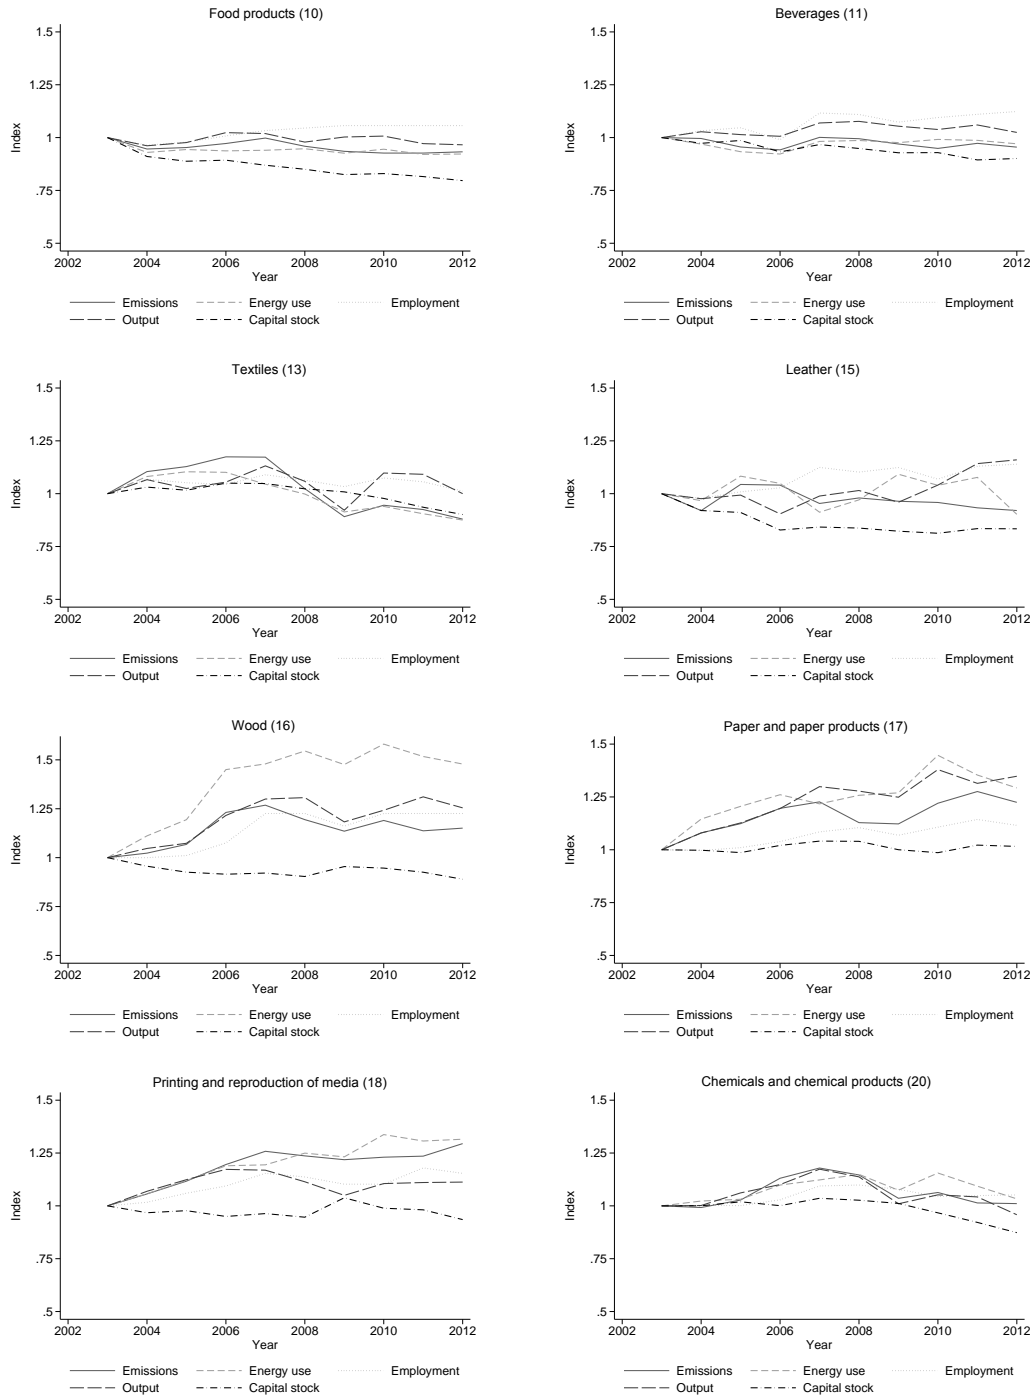 Food products (10)
1.5
1.25
1
.75
.5
Index
2002 2004 2006 2008 2010 2012
Year
Emissions Energy use Employment
Output Capital stock
Beverages (11)
1.5
1.25
1
.75
.5
Index
2002 2004 2006 2008 2010 2012
Year
Emissions Energy use Employment
Output Capital stock
Textiles (13)
1.5
1.25
1
.75
.5
Index
2002 2004 2006 2008 2010 2012
Year
Emissions Energy use Employment
Output Capital stock
Leather (15)
1.5
1.25
1
.75
.5
Index
2002 2004 2006 2008 2010 2012
Year
Emissions Energy use Employment
Output Capital stock
Wood (16)
1.5
1.25
1
.75
.5
Index
2002 2004 2006 2008 2010 2012
Year
Emissions Energy use Employment
Output Capital stock
Paper and paper products (17)
1.5
1.25
1
.75
.5
Index
2002 2004 2006 2008 2010 2012
Year
Emissions Energy use Employment
Output Capital stock
Printing and reproduction of media (18)
1.5
1.25
1
.75
.5
Index
2002 2004 2006 2008 2010 2012
Year
Emissions Energy use Employment
Output Capital stock
Chemicals and chemical products (20)
1.5
1.25
1
.75
.5
Index
2002 2004 2006 2008 2010 2012
Year
Emissions Energy use Employment
Output Capital stock